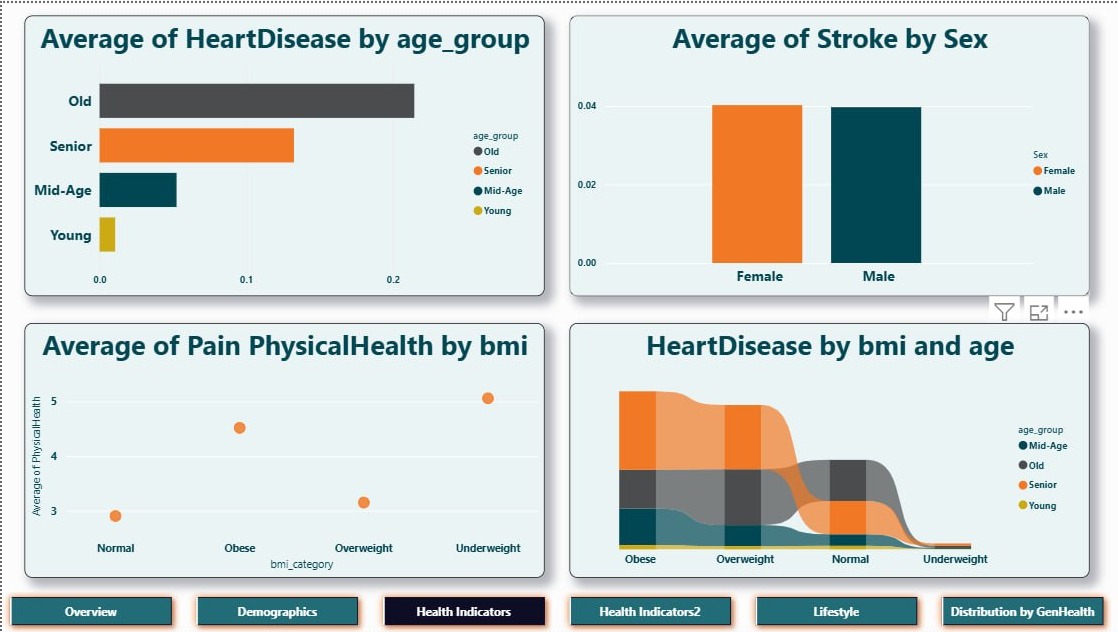 Average of HeartDisease by age_group
Old
Senior
Mid-Age
Young
0.0 0.1 0.2
age_group
Old
Senior
Mid-Age
Young
Average of Stroke by Sex
0.04
0.02
0.00
Female Male
Sex
Female
Male
Average of Pain PhysicalHealth by bmi
Average of PhysicalHealth
5
4
3
Normal Obese Overweight Underweight
bmi_category
HeartDisease by bmi and age
Obese Overweight Normal Underweight
age_group
Mid-Age
Old
Senior
Young
Overview Demographics Health Indicators Health Indicators2 Lifestyle Distribution by GenHealth